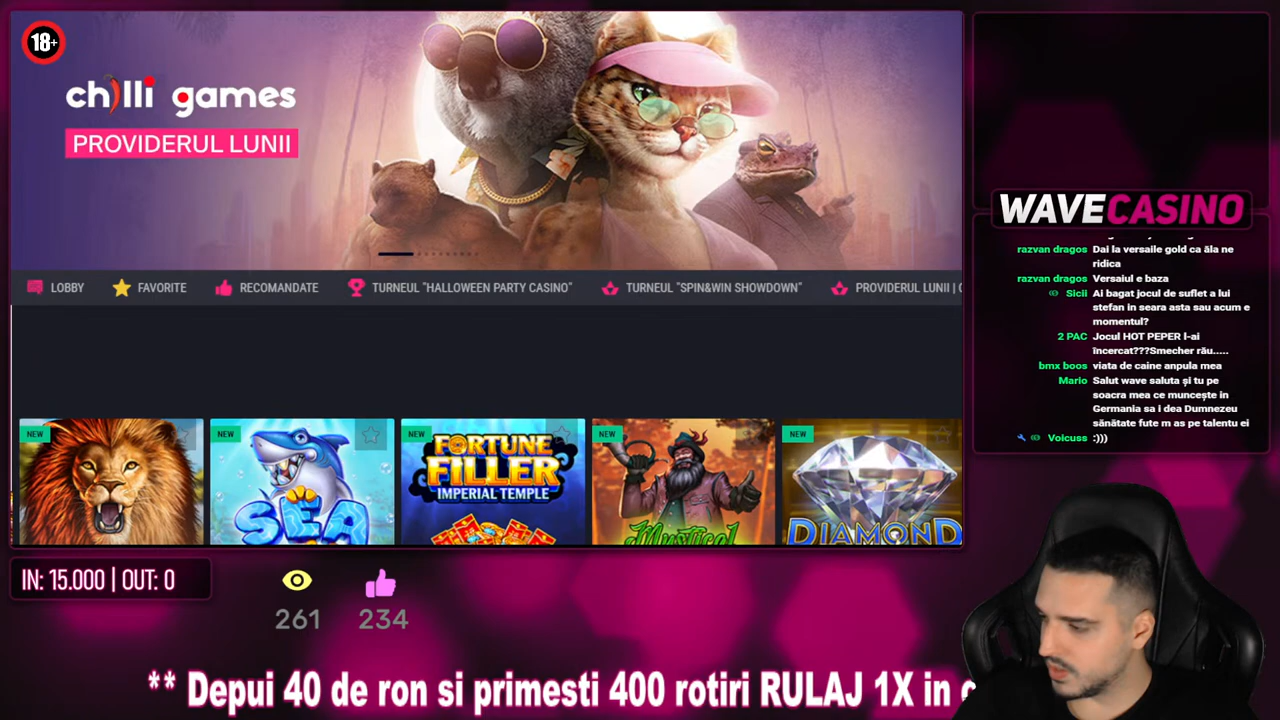 18+
chilli games
PROVIDERUL LUNII
LOBBY
FAVORITE
RECOMANDATE
TURNEUL "HALLOWEEN PARTY CASINO"
TURNEUL "SPIN&WIN SHOWDOWN"
PROVIDERUL LUNII |
NEW
NEW
NEW
NEW
NEW
SEA
FORTUNE
FILLER
IMPERIAL TEMPLE
Mystical
DIAMOND
WAVECASINO
razvan dragos Dai la versaile gold ca ăla ne
ridica
razvan dragos Versaiul e baza
Sicii Ai bagat jocul de suflet a lui
stefan in seara asta sau acum e
momentul?
2 PAC Jocul HOT PEPER l-ai
încercat???Smecher rău.....
bmx boos viata de caine anpula mea
Mario Salut wave saluta și tu pe
soacra mea ce muncește in
Germania sa i dea Dumnezeu
sănătate fute m as pe talentu ei
Voicuss :)))
IN: 15.000 | OUT: 0
261
234
** Depui 40 de ron si primesti 400 rotiri RULAJ 1X in